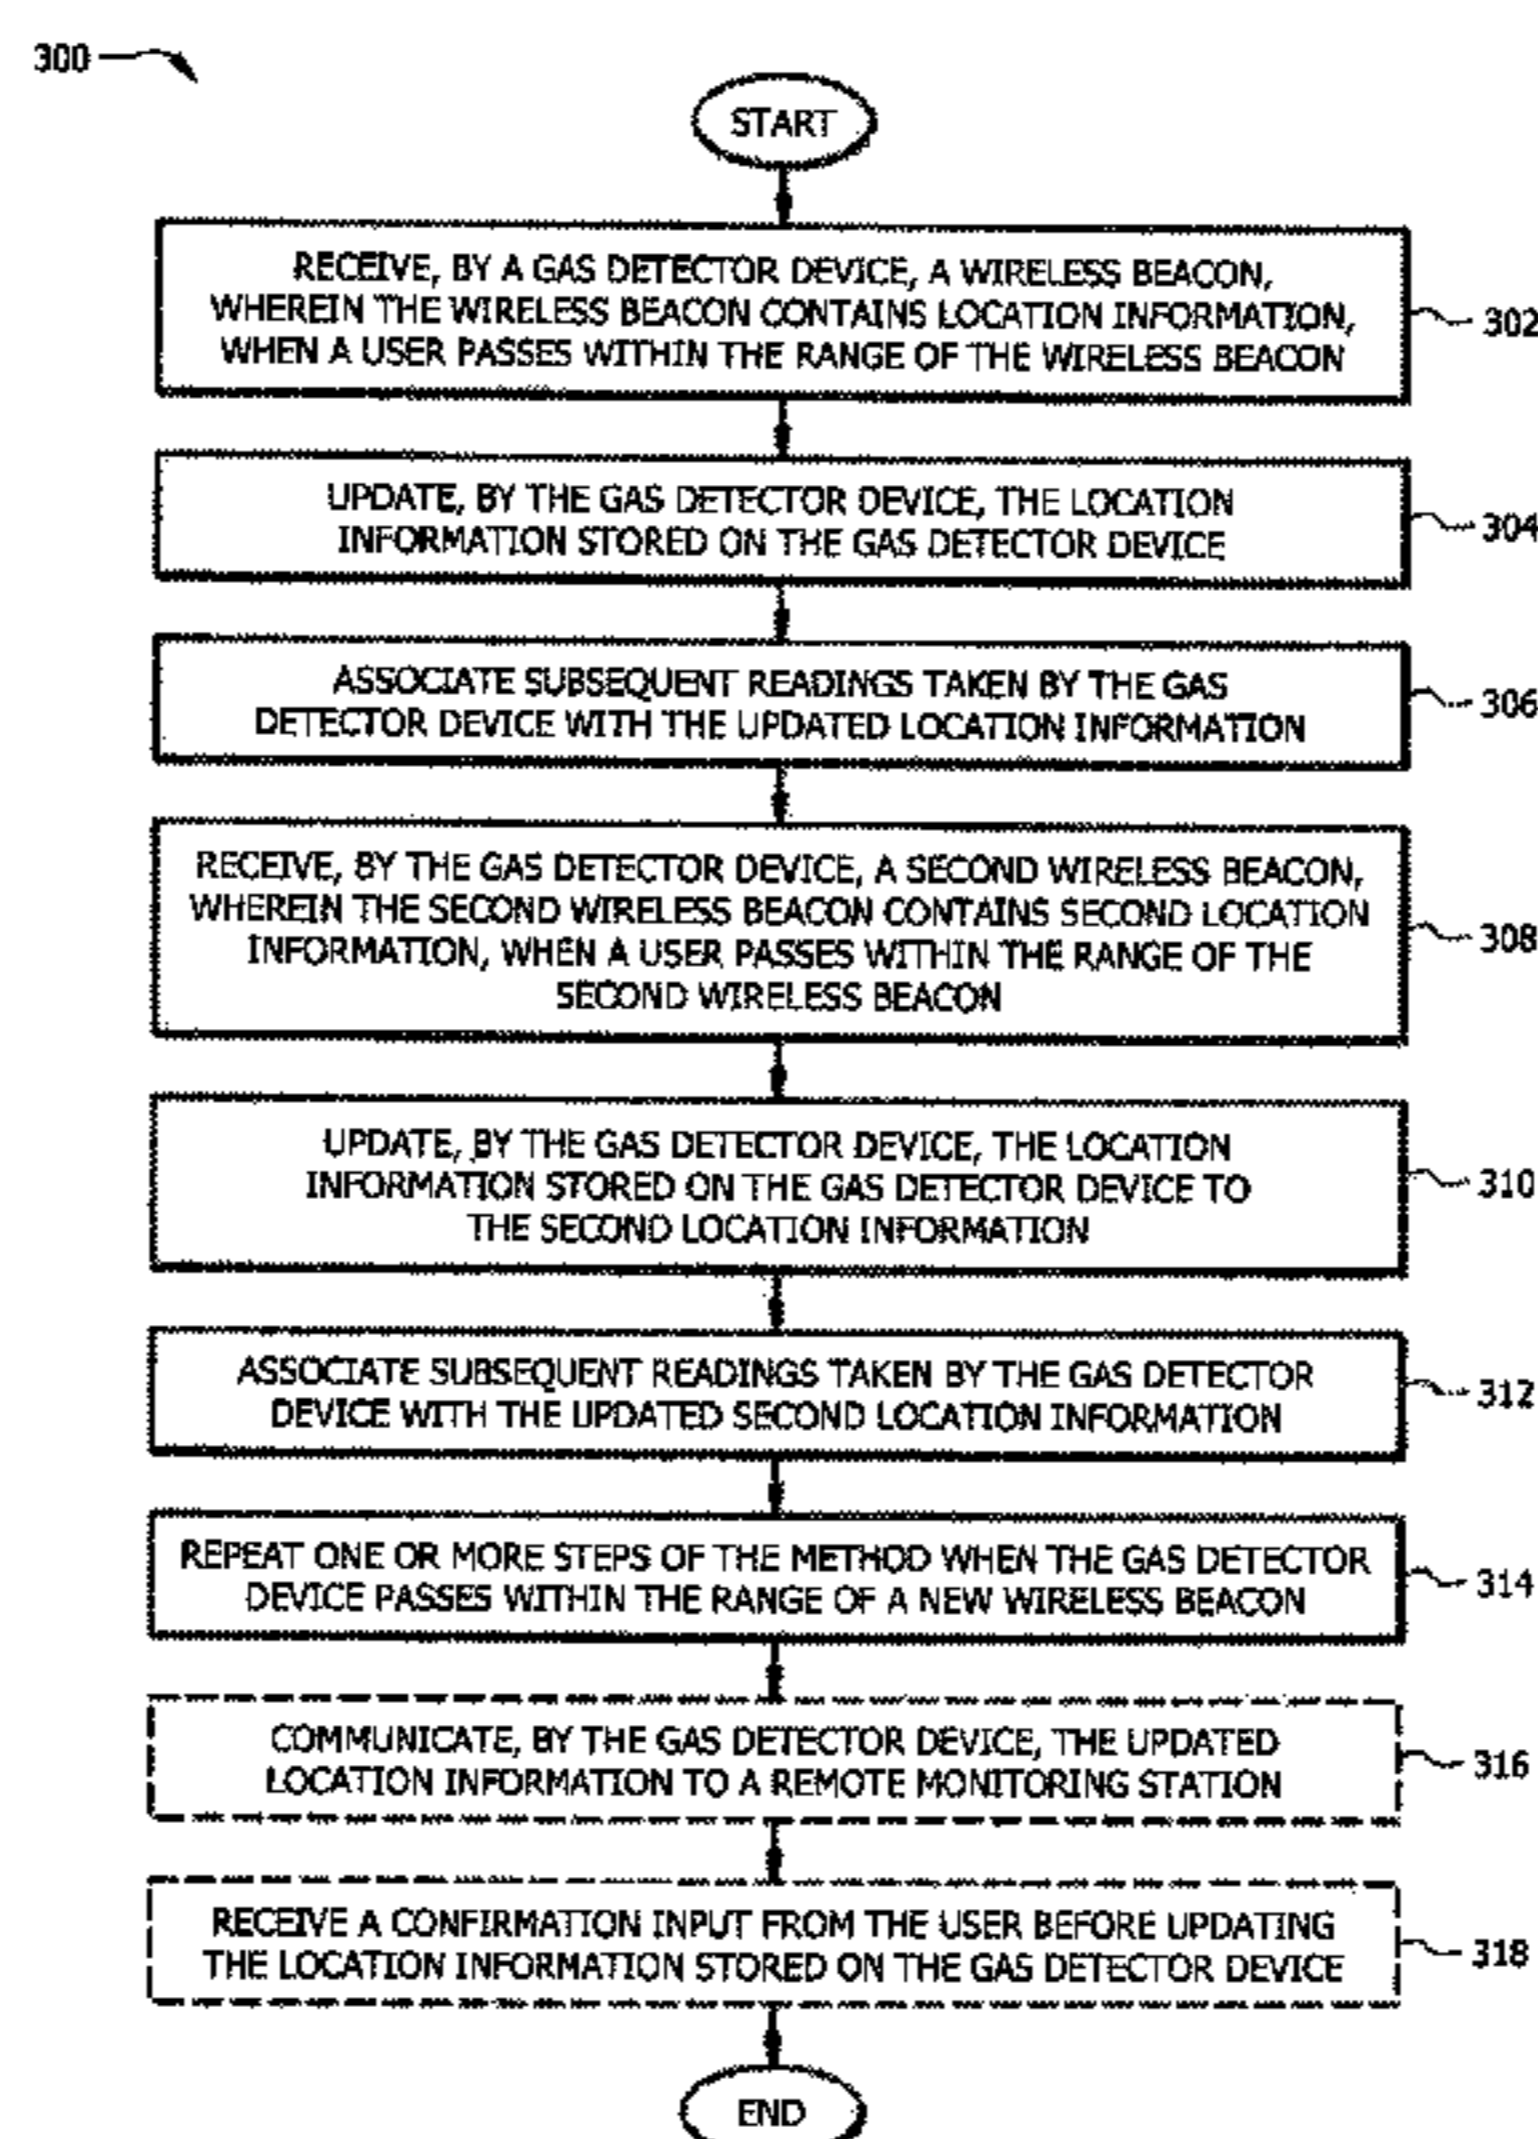 300
START
RECEIVE, BY A GAS DETECTOR DEVICE, A WIRELESS BEACON,
WHEREIN THE WIRELESS BEACON CONTAINS LOCATION INFORMATION,
WHEN A USER PASSES WITHIN THE RANGE OF THE WIRELESS BEACON
302
UPDATE, BY THE GAS DETECTOR DEVICE, THE LOCATION
INFORMATION STORED ON THE GAS DETECTOR DEVICE
304
ASSOCIATE SUBSEQUENT READINGS TAKEN BY THE GAS
DETECTOR DEVICE WITH THE UPDATED LOCATION INFORMATION
306
RECEIVE, BY THE GAS DETECTOR DEVICE, A SECOND WIRELESS BEACON,
WHEREIN THE SECOND WIRELESS BEACON CONTAINS SECOND LOCATION
INFORMATION, WHEN A USER PASSES WITHIN THE RANGE OF THE
SECOND WIRELESS BEACON
308
UPDATE, BY THE GAS DETECTOR DEVICE, THE LOCATION
INFORMATION STORED ON THE GAS DETECTOR DEVICE TO
THE SECOND LOCATION INFORMATION
310
ASSOCIATE SUBSEQUENT READINGS TAKEN BY THE GAS DETECTOR
DEVICE WITH THE UPDATED SECOND LOCATION INFORMATION
312
REPEAT ONE OR MORE STEPS OF THE METHOD WHEN THE GAS DETECTOR
DEVICE PASSES WITHIN THE RANGE OF A NEW WIRELESS BEACON
314
COMMUNICATE, BY THE GAS DETECTOR DEVICE, THE UPDATED
LOCATION INFORMATION TO A REMOTE MONITORING STATION
316
RECEIVE A CONFIRMATION INPUT FROM THE USER BEFORE UPDATING
THE LOCATION INFORMATION STORED ON THE GAS DETECTOR DEVICE
318
END